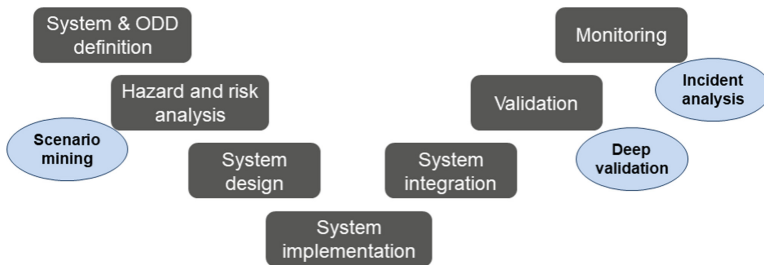 System & ODD
definition
Monitoring
Hazard and risk
analysis
Validation
Incident
analysis
Scenario
mining
System
design
System
integration
Deep
validation
System
implementation